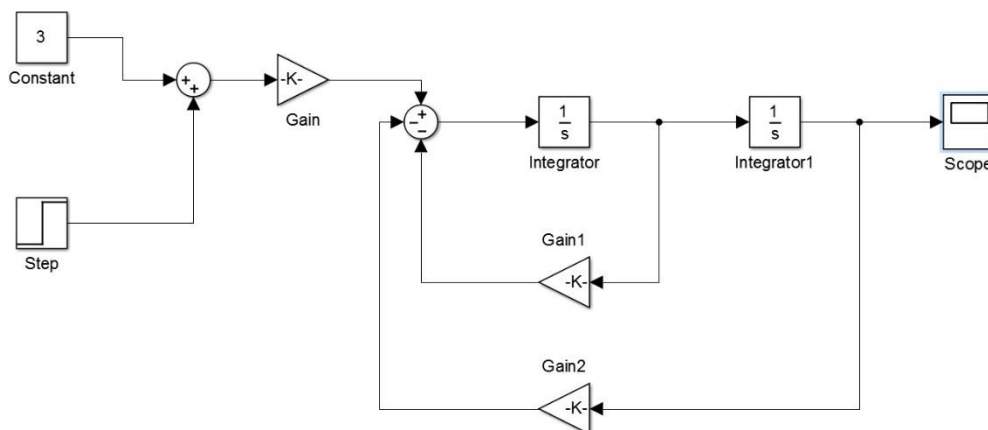 3
Constant
+
+
-K-
Gain
+
−
−
1
s
Integrator
1
s
Integrator1
Scope
Step
Gain1
-K-
Gain2
-K-